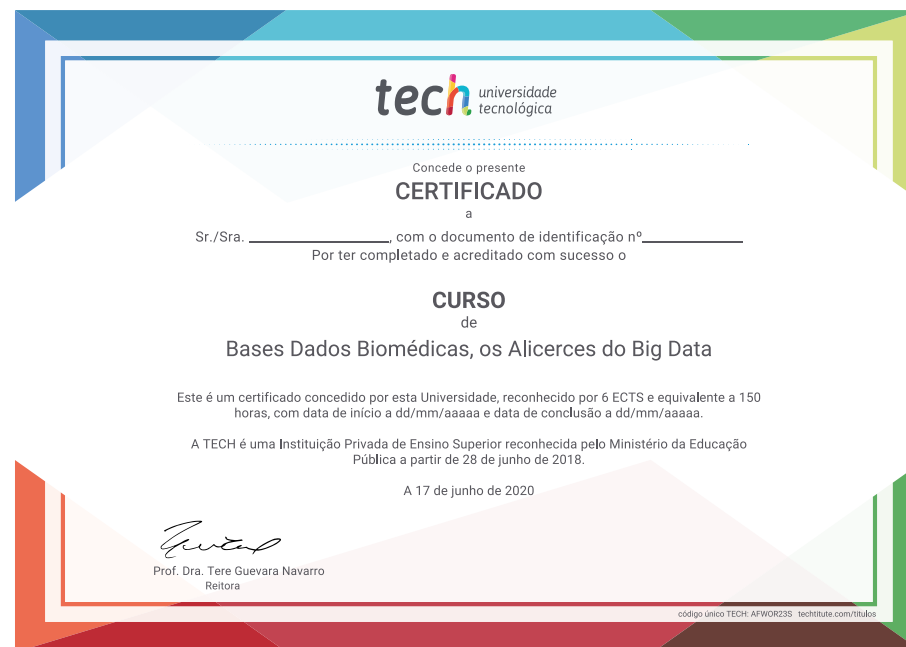 tech universidade
tecnológica
Concede o presente
CERTIFICADO
a
Sr./Sra. ________________, com o documento de identificação nº____________
Por ter completado e acreditado com sucesso o
CURSO
de
Bases Dados Biomédicas, os Alicerces do Big Data
Este é um certificado concedido por esta Universidade, reconhecido por 6 ECTS e equivalente a 150
horas, com data de início a dd/mm/aaaaa e data de conclusão a dd/mm/aaaaa.
A TECH é uma Instituição Privada de Ensino Superior reconhecida pelo Ministério da Educação
Pública a partir de 28 de junho de 2018.
A 17 de junho de 2020
Prof. Dra. Tere Guevara Navarro
Reitora
código único TECH: AFWOR23S techtitute.com/titulos